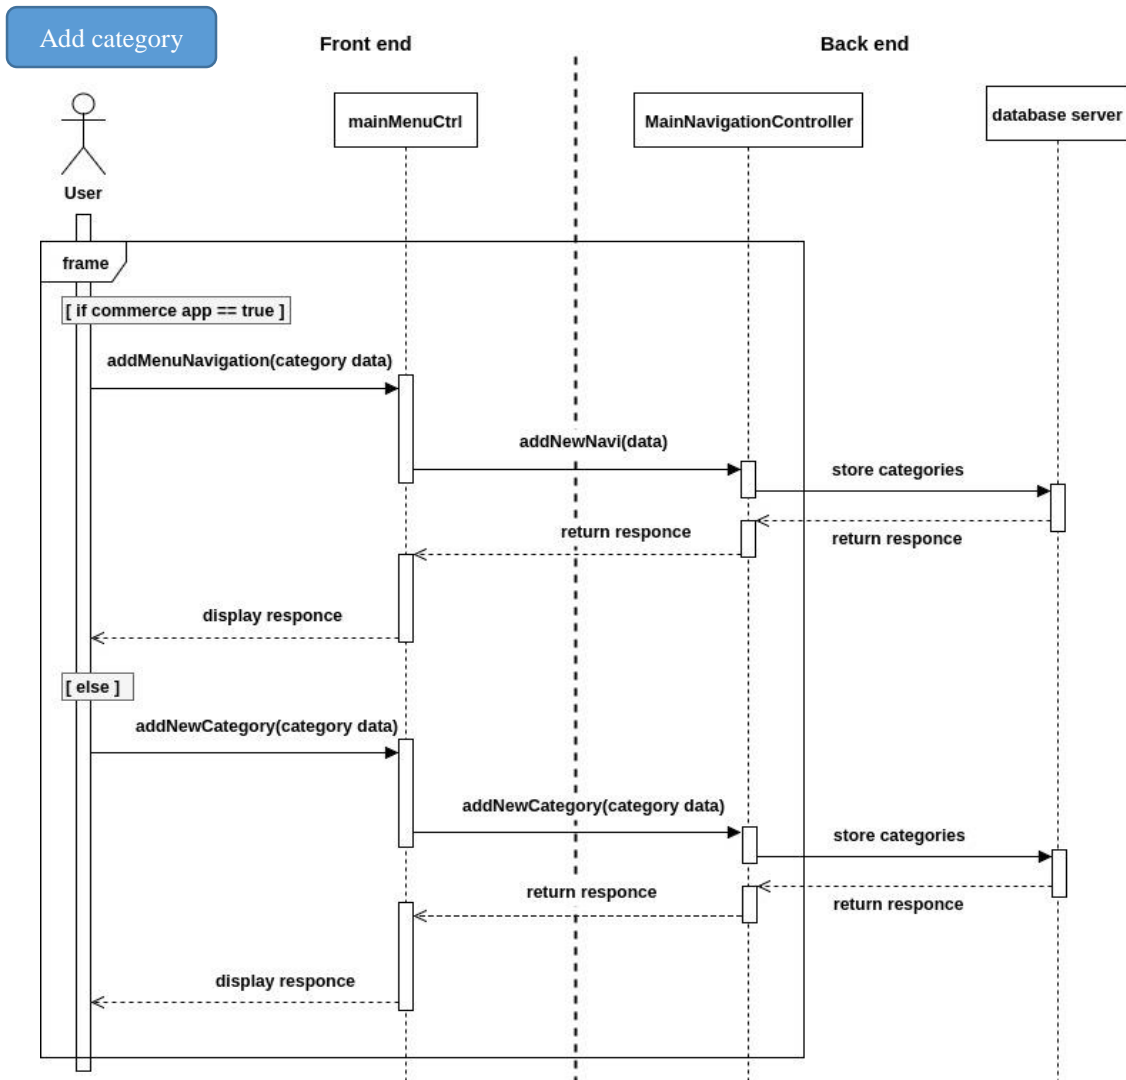 Add category
Front end
Back end
mainMenuCtrl
MainNavigationController
database server
User
frame
[ if commerce app == true ]
addMenuNavigation(category data)
addNewNavi(data)
store categories
return responce
return responce
display responce
[ else ]
addNewCategory(category data)
addNewCategory(category data)
store categories
return responce
return responce
display responce